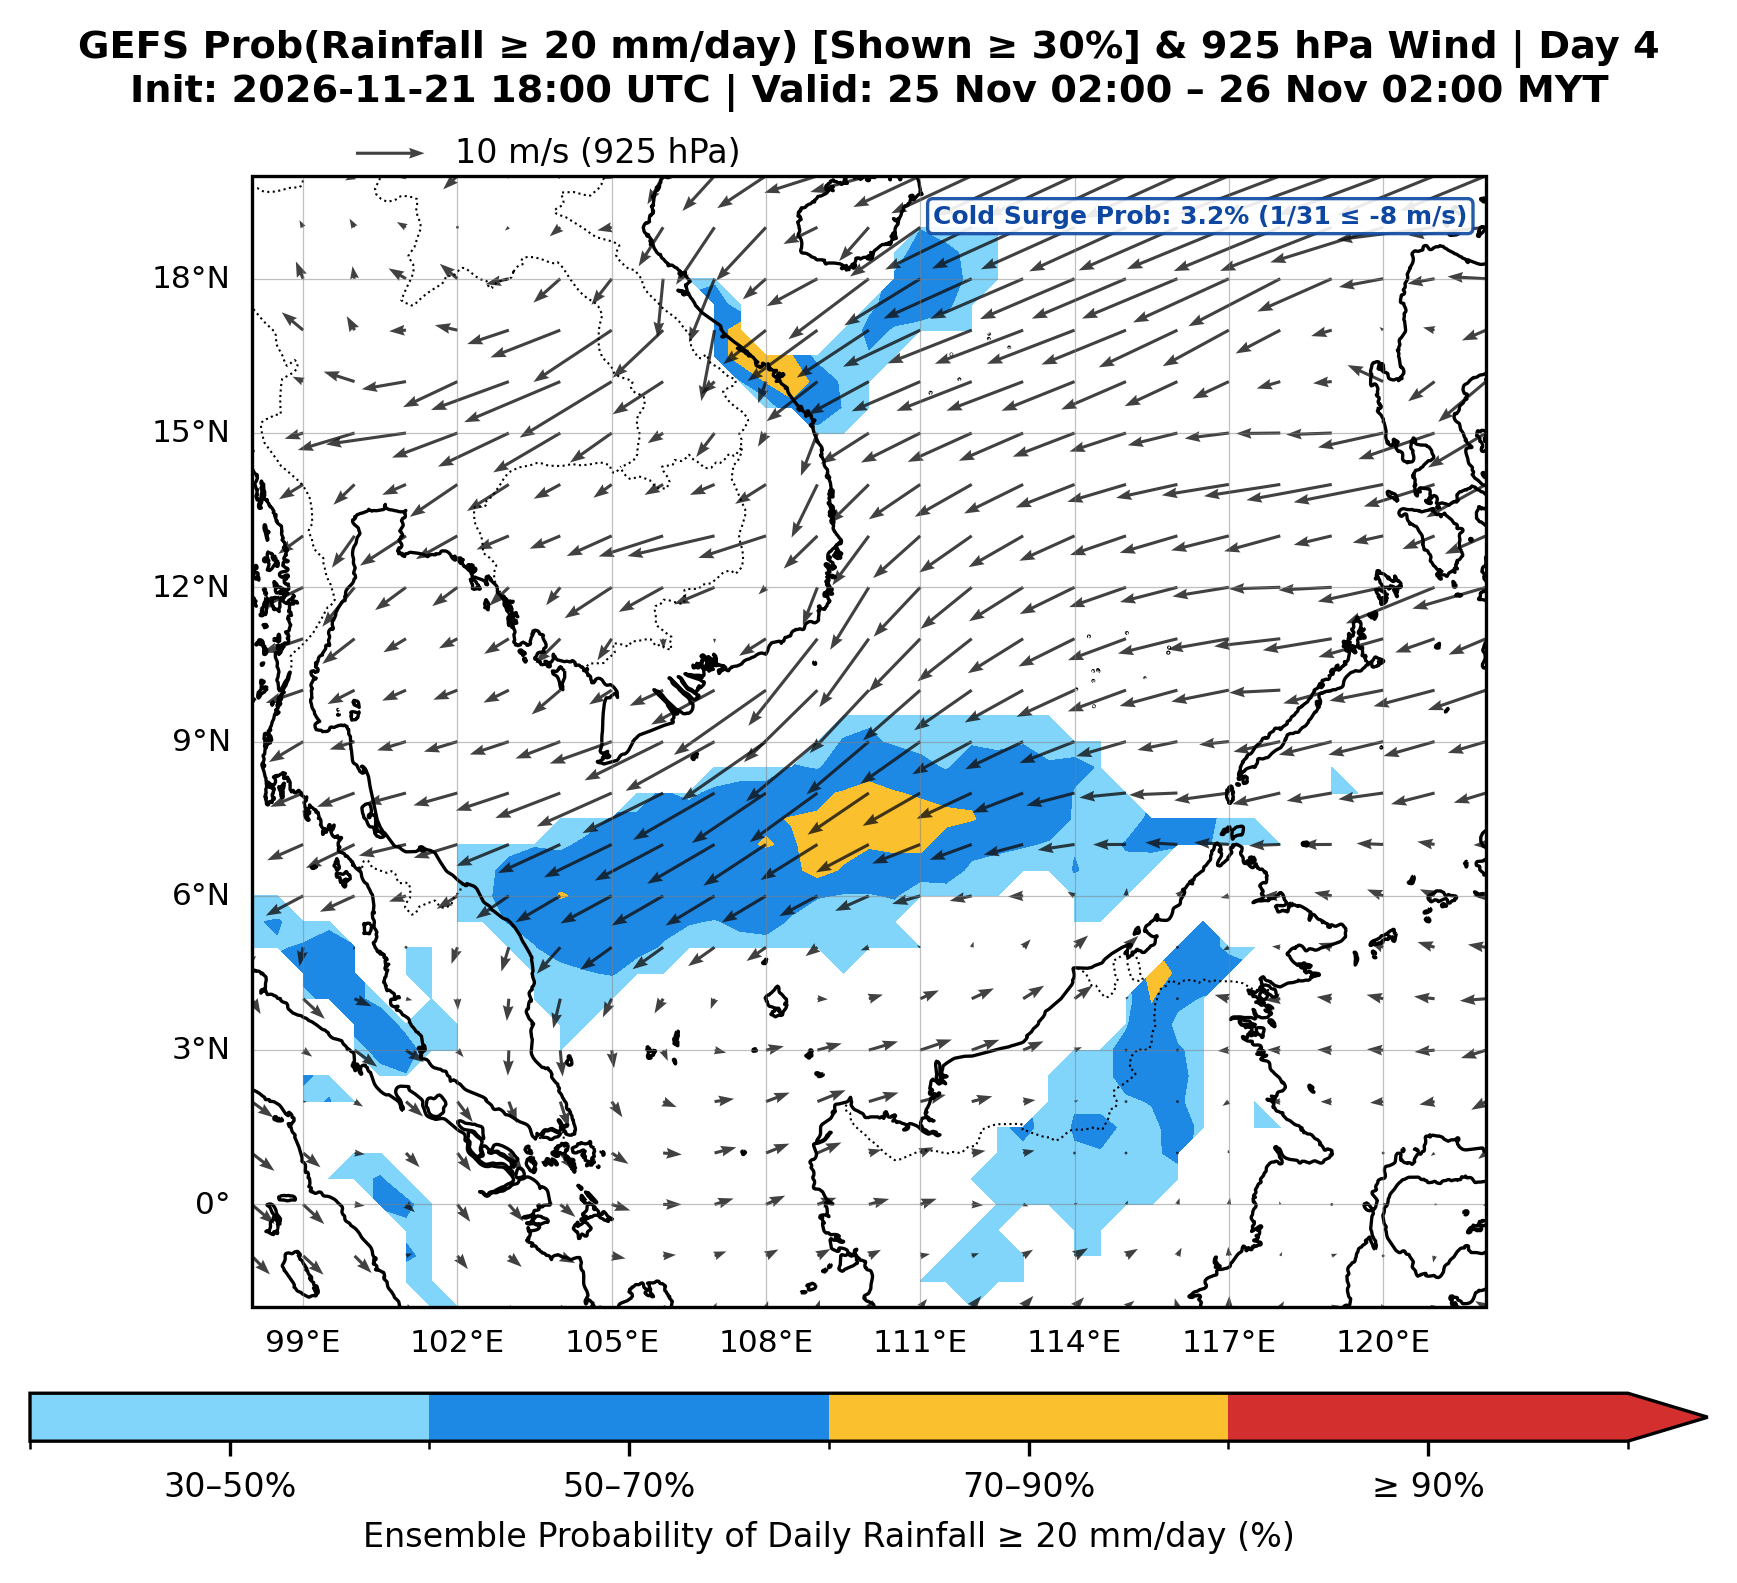 GEFS Prob(Rainfall ≥ 20 mm/day) [Shown ≥ 30%] & 925 hPa Wind | Day 4
Init: 2026-11-21 18:00 UTC | Valid: 25 Nov 02:00 – 26 Nov 02:00 MYT
10 m/s (925 hPa)
Cold Surge Prob: 3.2% (1/31 ≤ -8 m/s)
18°N
15°N
12°N
9°N
6°N
3°N
0°
99°E 102°E 105°E 108°E 111°E 114°E 117°E 120°E
30–50% 50–70% 70–90% ≥ 90%
Ensemble Probability of Daily Rainfall ≥ 20 mm/day (%)